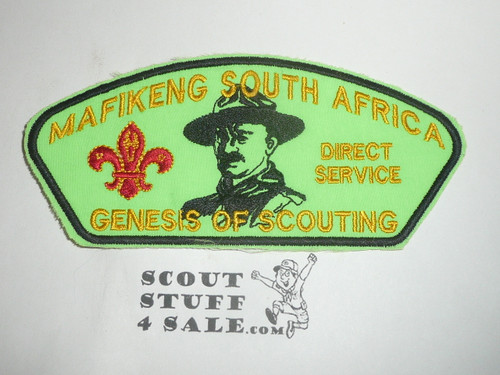 MAFIKENG SOUTH AFRICA
DIRECT
SERVICE
GENESIS OF SCOUTING
SCOUT
STUFF
4 SALE.COM